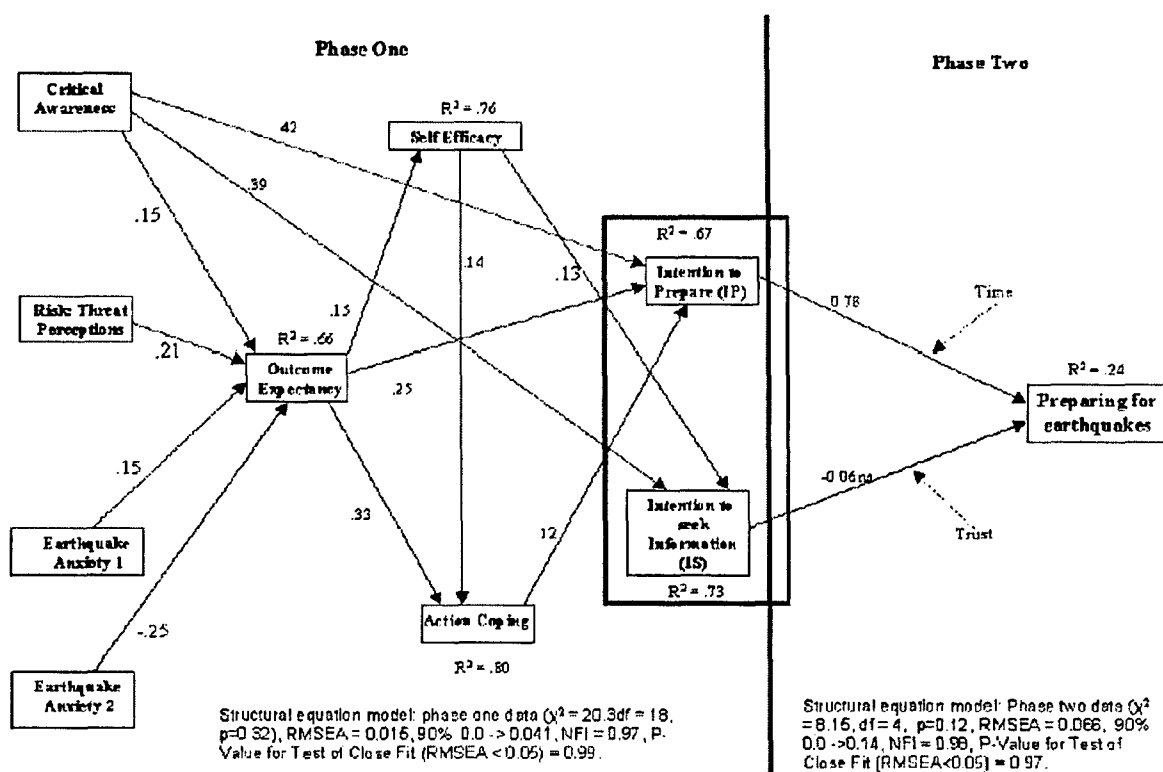 Phase One
Phase Two
Critical
Awareness
R² = .76
Self Efficacy
.42
.39
.15
.14
.13
R² = .67
Intention to
Prepare (IP)
0.78
Time
Risk: Threat
Perceptions
.21
R² = .66
Outcome
Expectancy
.15
.25
R² = .24
Preparing for
earthquakes
.15
.33
.12
-0.06ns
Trust
Intention to
seek
Information
(IS)
R² = .73
Earthquake
Anxiety 1
-.25
Action Coping
R² = .80
Earthquake
Anxiety 2
Structural equation model: phase one data (χ² = 20.3df = 18,
p=0.32), RMSEA = 0.015, 90% 0.0 -> 0.041, NFI = 0.97, P-
Value for Test of Close Fit (RMSEA < 0.05) = 0.99.
Structural equation model: Phase two data (χ²
= 8.15, df = 4, p=0.12, RMSEA = 0.066, 90%
0.0 ->0.14, NFI = 0.98, P-Value for Test of
Close Fit [RMSEA<0.05) = 0.97.